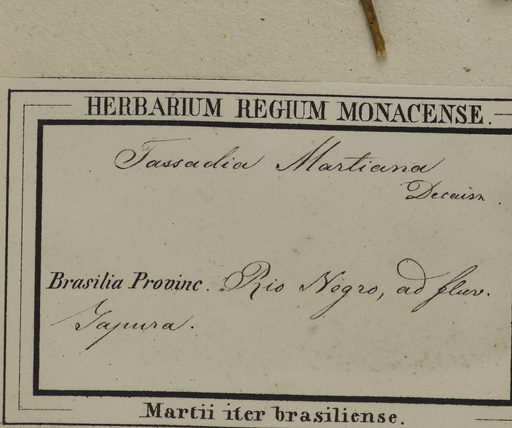 HERBARIUM REGIUM MONACENSE.
Tassadia Martiana
Decaisn.
Brasilia Provinc. Rio Negro, ad fluv.
Japura.
Martii iter brasiliense.